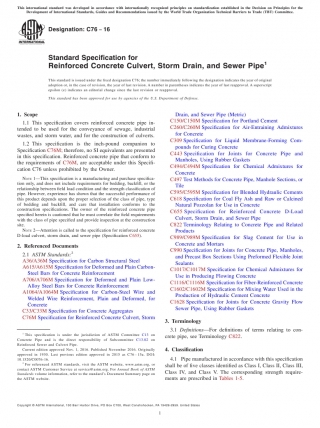 This international standard was developed in accordance with internationally recognized principles on standardization established in the Decision on Principles for the
Development of International Standards, Guides and Recommendations issued by the World Trade Organization Technical Barriers to Trade (TBT) Committee.
Designation: C76 – 16
INTERNATIONAL
Standard Specification for
Reinforced Concrete Culvert, Storm Drain, and Sewer Pipe¹
This standard is issued under the fixed designation C76; the number immediately following the designation indicates the year of original
adoption or, in the case of revision, the year of last revision. A number in parentheses indicates the year of last reapproval. A superscript
epsilon (ε) indicates an editorial change since the last revision or reapproval.
This standard has been approved for use by agencies of the U.S. Department of Defense.
1. Scope
1.1 This specification covers reinforced concrete pipe in-
tended to be used for the conveyance of sewage, industrial
wastes, and storm water, and for the construction of culverts.
1.2 This specification is the inch-pound companion to
Specification C76M; therefore, no SI equivalents are presented
in this specification. Reinforced concrete pipe that conform to
the requirements of C76M, are acceptable under this Specifi-
cation C76 unless prohibited by the Owner.
NOTE 1—This specification is a manufacturing and purchase specifica-
tion only, and does not include requirements for bedding, backfill, or the
relationship between field load condition and the strength classification of
pipe. However, experience has shown that the successful performance of
this product depends upon the proper selection of the class of pipe, type
of bedding and backfill, and care that installation conforms to the
construction specifications. The owner of the reinforced concrete pipe
specified herein is cautioned that he must correlate the field requirements
with the class of pipe specified and provide inspection at the construction
site.
NOTE 2—Attention is called to the specification for reinforced concrete
D-load culvert, storm drain, and sewer pipe (Specification C655).
2. Referenced Documents
2.1 ASTM Standards:²
A36/A36M Specification for Carbon Structural Steel
A615/A615M Specification for Deformed and Plain Carbon-
Steel Bars for Concrete Reinforcement
A706/A706M Specification for Deformed and Plain Low-
Alloy Steel Bars for Concrete Reinforcement
A1064/A1064M Specification for Carbon-Steel Wire and
Welded Wire Reinforcement, Plain and Deformed, for
Concrete
C33/C33M Specification for Concrete Aggregates
C76M Specification for Reinforced Concrete Culvert, Storm
¹ This specification is under the jurisdiction of ASTM Committee C13 on
Concrete Pipe and is the direct responsibility of Subcommittee C13.02 on
Reinforced Sewer and Culvert Pipe.
Current edition approved Nov. 1, 2016. Published November 2016. Originally
approved in 1930. Last previous edition approved in 2015 as C76–15a. DOI:
10.1520/C0076-16.
² For referenced ASTM standards, visit the ASTM website, www.astm.org, or
contact ASTM Customer Service at service@astm.org. For Annual Book of ASTM
Standards volume information, refer to the standard's Document Summary page on
the ASTM website.
Drain, and Sewer Pipe (Metric)
C150/C150M Specification for Portland Cement
C260/C260M Specification for Air-Entraining Admixtures
for Concrete
C309 Specification for Liquid Membrane-Forming Com-
pounds for Curing Concrete
C443 Specification for Joints for Concrete Pipe and
Manholes, Using Rubber Gaskets
C494/C494M Specification for Chemical Admixtures for
Concrete
C497 Test Methods for Concrete Pipe, Manhole Sections, or
Tile
C595/C595M Specification for Blended Hydraulic Cements
C618 Specification for Coal Fly Ash and Raw or Calcined
Natural Pozzolan for Use in Concrete
C655 Specification for Reinforced Concrete D-Load
Culvert, Storm Drain, and Sewer Pipe
C822 Terminology Relating to Concrete Pipe and Related
Products
C989/C989M Specification for Slag Cement for Use in
Concrete and Mortars
C990 Specification for Joints for Concrete Pipe, Manholes,
and Precast Box Sections Using Preformed Flexible Joint
Sealants
C1017/C1017M Specification for Chemical Admixtures for
Use in Producing Flowing Concrete
C1116/C1116M Specification for Fiber-Reinforced Concrete
C1602/C1602M Specification for Mixing Water Used in the
Production of Hydraulic Cement Concrete
C1628 Specification for Joints for Concrete Gravity Flow
Sewer Pipe, Using Rubber Gaskets
3. Terminology
3.1 Definitions—For definitions of terms relating to con-
crete pipe, see Terminology C822.
4. Classification
4.1 Pipe manufactured in accordance with this specification
shall be of five classes identified as Class I, Class II, Class III,
Class IV, and Class V. The corresponding strength require-
ments are prescribed in Tables 1-5.
Copyright © ASTM International, 100 Barr Harbor Drive, PO Box C700, West Conshohocken, PA 19428-2959. United States
1